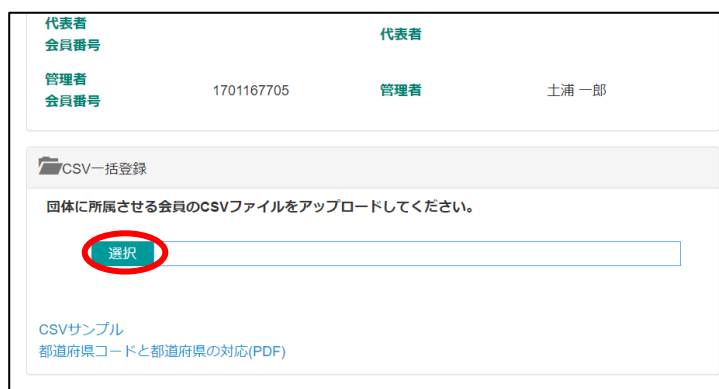 代表者
会員番号
代表者
管理者
会員番号
1701167705
管理者
土浦 一郎
CSV一括登録
団体に所属させる会員のCSVファイルをアップロードしてください。
選択
CSVサンプル
都道府県コードと都道府県の対応(PDF)